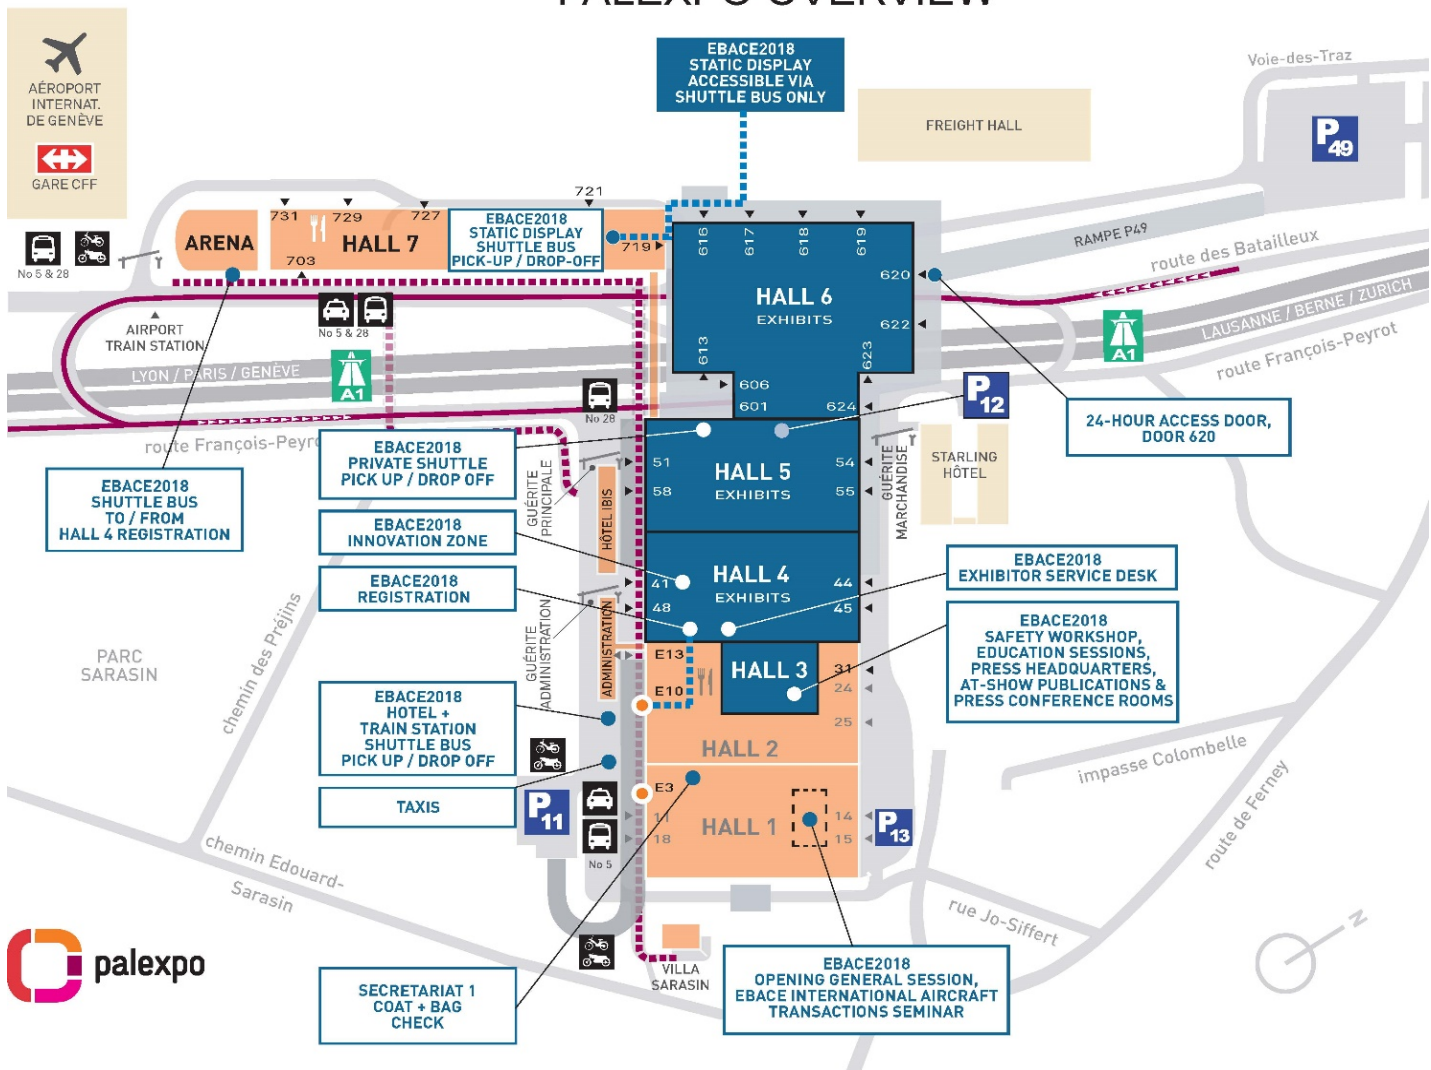 PALEXPO OVERVIEW
AÉROPORT
INTERNAT.
DE GENÈVE
GARE CFF
EBACE2018
STATIC DISPLAY
ACCESSIBLE VIA
SHUTTLE BUS ONLY
FREIGHT HALL
Voie-des-Traz
P49
No 5 & 28
ARENA
731
729
727
721
HALL 7
703
719
EBACE2018
STATIC DISPLAY
SHUTTLE BUS
PICK-UP / DROP-OFF
616
617
618
619
620
622
613
623
606
601
624
HALL 6
EXHIBITS
RAMPE P49
route des Batailleux
LAUSANNE / BERNE / ZURICH
route François-Peyrot
A1
AIRPORT
TRAIN STATION
No 5 & 28
LYON / PARIS / GENÈVE
A1
No 28
route François-Peyro
P12
24-HOUR ACCESS DOOR,
DOOR 620
EBACE2018
SHUTTLE BUS
TO / FROM
HALL 4 REGISTRATION
EBACE2018
PRIVATE SHUTTLE
PICK UP / DROP OFF
GUÉRITE
PRINCIPALE
HÔTEL IBIS
51
58
54
55
HALL 5
EXHIBITS
GUÉRITE
MARCHANDISE
STARLING
HÔTEL
EBACE2018
INNOVATION ZONE
EBACE2018
REGISTRATION
GUÉRITE
ADMINISTRATION
ADMINISTRATION
41
48
44
45
HALL 4
EXHIBITS
EBACE2018
EXHIBITOR SERVICE DESK
EBACE2018
SAFETY WORKSHOP,
EDUCATION SESSIONS,
PRESS HEADQUARTERS,
AT-SHOW PUBLICATIONS &
PRESS CONFERENCE ROOMS
PARC
SARASIN
chemin des Préjins
E13
E10
HALL 3
31
24
25
HALL 2
EBACE2018
HOTEL +
TRAIN STATION
SHUTTLE BUS
PICK UP / DROP OFF
TAXIS
P11
No 5
E3
11
18
HALL 1
14
15
P13
impasse Colombelle
route de Ferney
chemin Edouard-
Sarasin
rue Jo-Siffert
N
palexpo
SECRETARIAT 1
COAT + BAG
CHECK
VILLA
SARASIN
EBACE2018
OPENING GENERAL SESSION,
EBACE INTERNATIONAL AIRCRAFT
TRANSACTIONS SEMINAR